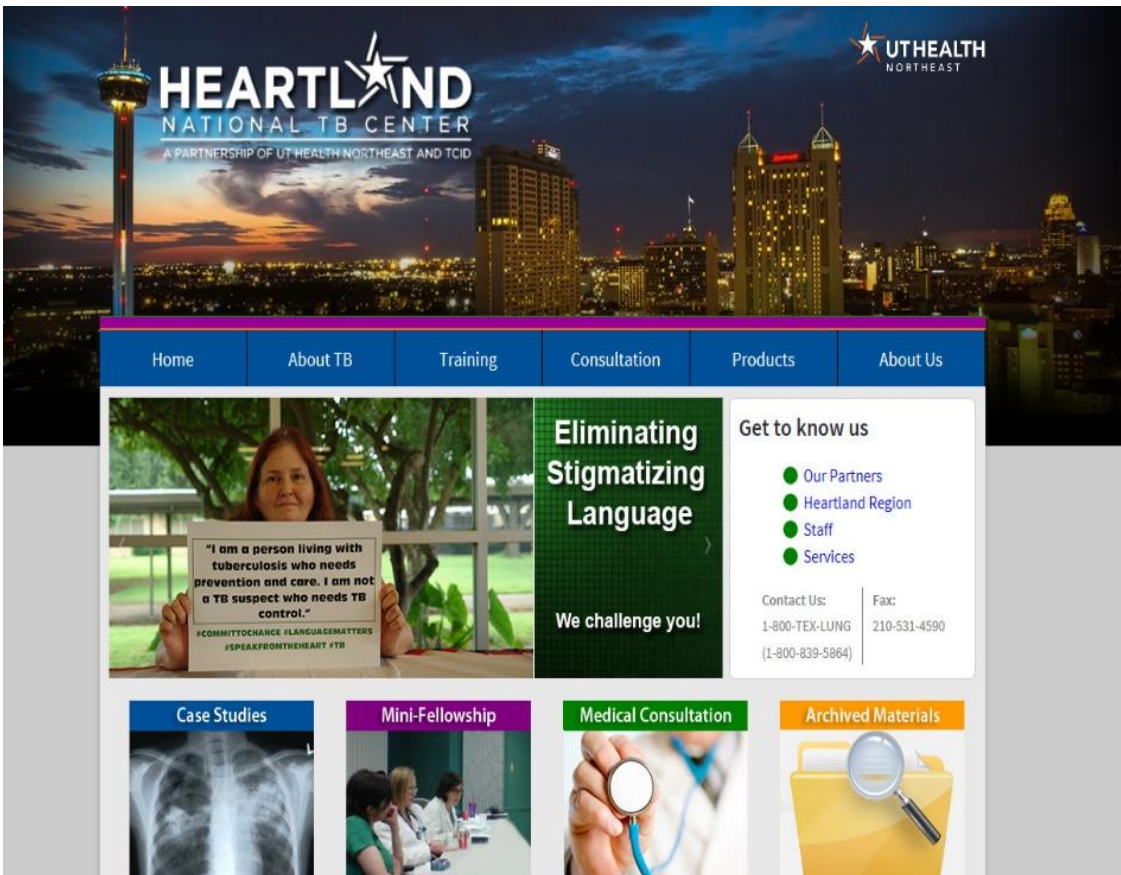 HEARTLAND
NATIONAL TB CENTER
A PARTNERSHIP OF UT HEALTH NORTHEAST AND TCID
UTHEALTH
NORTHEAST
Home
About TB
Training
Consultation
Products
About Us
"I am a person living with
tuberculosis who needs
prevention and care. I am not
a TB suspect who needs TB
control."
#COMMITTOCHANGE #LANGUAGEMATTERS
#SPEAKFROMTHEHEART #TB
Eliminating
Stigmatizing
Language
We challenge you!
Get to know us
Our Partners
Heartland Region
Staff
Services
Contact Us:
1-800-TEX-LUNG
(1-800-839-5864)
Fax:
210-531-4590
Case Studies
Mini-Fellowship
Medical Consultation
Archived Materials